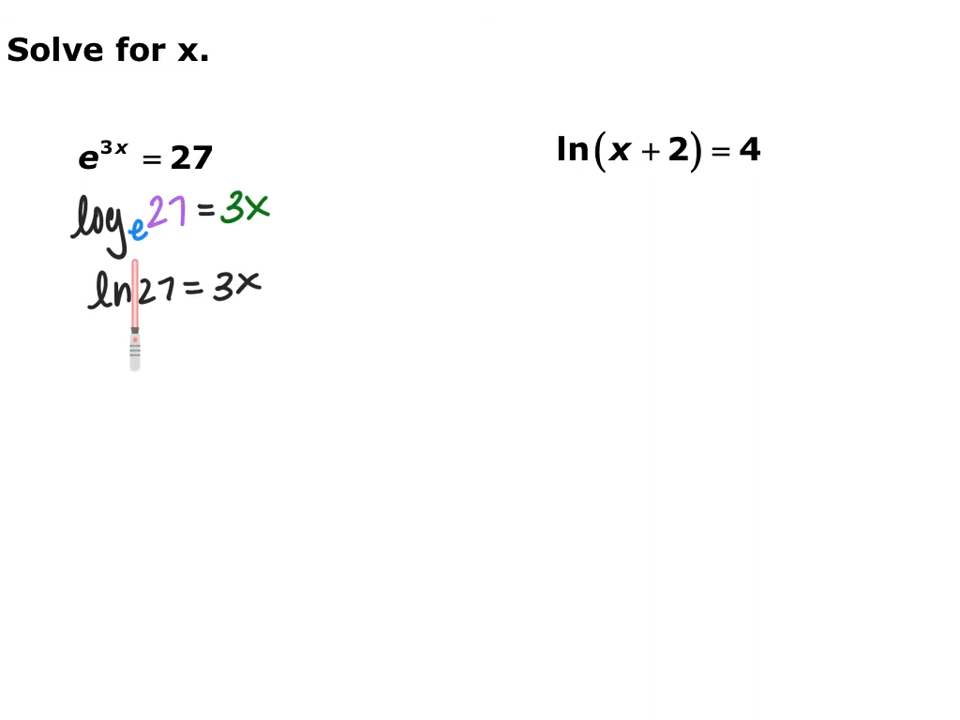 Solve for x.
e^{3x} = 27
log_e 27 = 3x
ln 27 = 3x
ln(x + 2) = 4